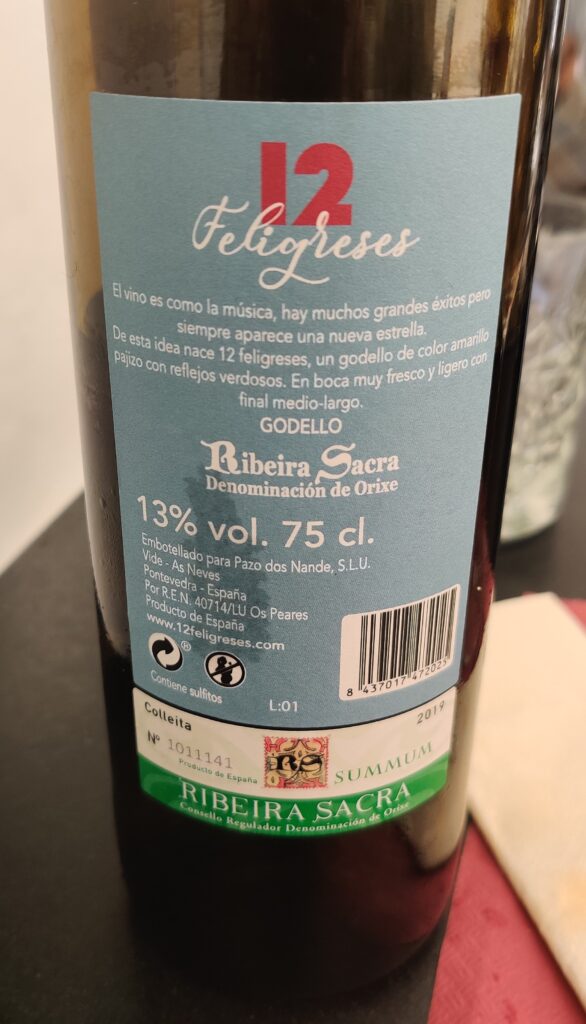 12
Feligreses
El vino es como la música, hay muchos grandes éxitos pero
siempre aparece una nueva estrella.
De esta idea nace 12 feligreses, un godello de color amarillo
pajizo con reflejos verdosos. En boca muy fresco y ligero con
final medio-largo.
GODELLO
Ribeira Sacra
Denominación de Orixe
13% vol. 75 cl.
Embotellado para Pazo dos Nande, S.L.U.
Vide - As Neves
Pontevedra - España
Por R.E.N. 40714/LU Os Peares
Producto de España
www.12feligreses.com
®
Contiene sulfitos
L:01
8 437017 472025
Colleita 2019
Nº 1011141
Producto de España
RS
SUMMUM
RIBEIRA SACRA
Consello Regulador Denominación de Orixe